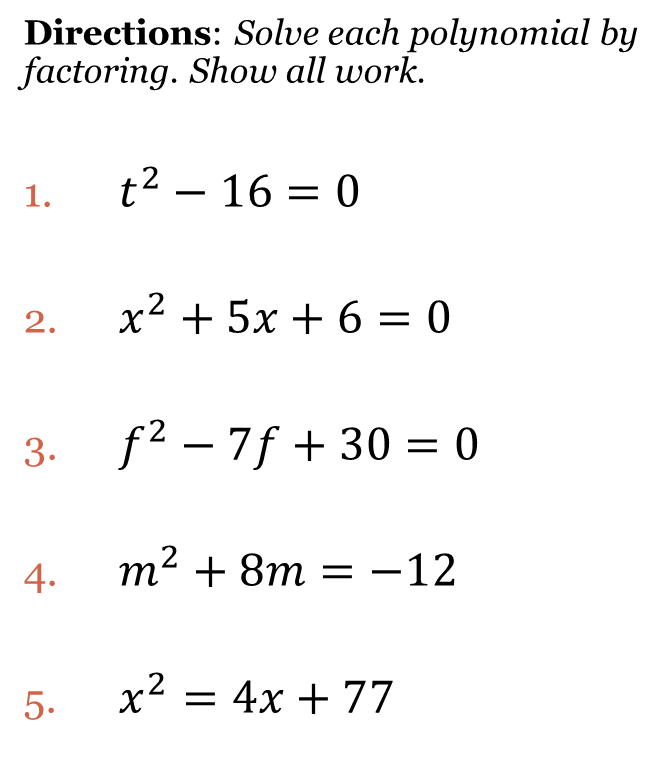 Directions: Solve each polynomial by
factoring. Show all work.
1. t² − 16 = 0
2. x² + 5x + 6 = 0
3. f² − 7f + 30 = 0
4. m² + 8m = −12
5. x² = 4x + 77